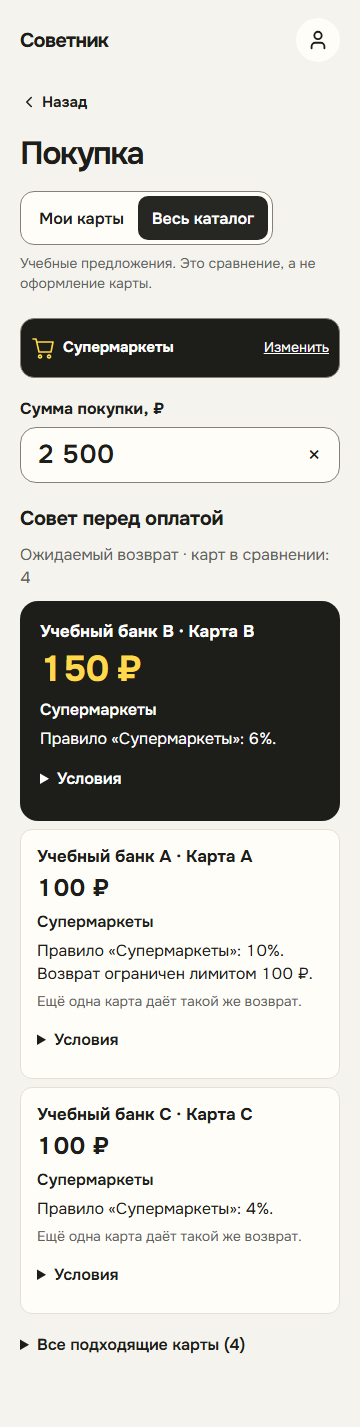 Советник
Назад
Покупка
Мои карты
Весь каталог
Учебные предложения. Это сравнение, а не
оформление карты.
Супермаркеты
Изменить
Сумма покупки, ₽
2 500
×
Совет перед оплатой
Ожидаемый возврат · карт в сравнении:
4
Учебный банк B · Карта B
150 ₽
Супермаркеты
Правило «Супермаркеты»: 6%.
Условия
Учебный банк A · Карта A
100 ₽
Супермаркеты
Правило «Супермаркеты»: 10%.
Возврат ограничен лимитом 100 ₽.
Ещё одна карта даёт такой же возврат.
Условия
Учебный банк C · Карта C
100 ₽
Супермаркеты
Правило «Супермаркеты»: 4%.
Ещё одна карта даёт такой же возврат.
Условия
Все подходящие карты (4)